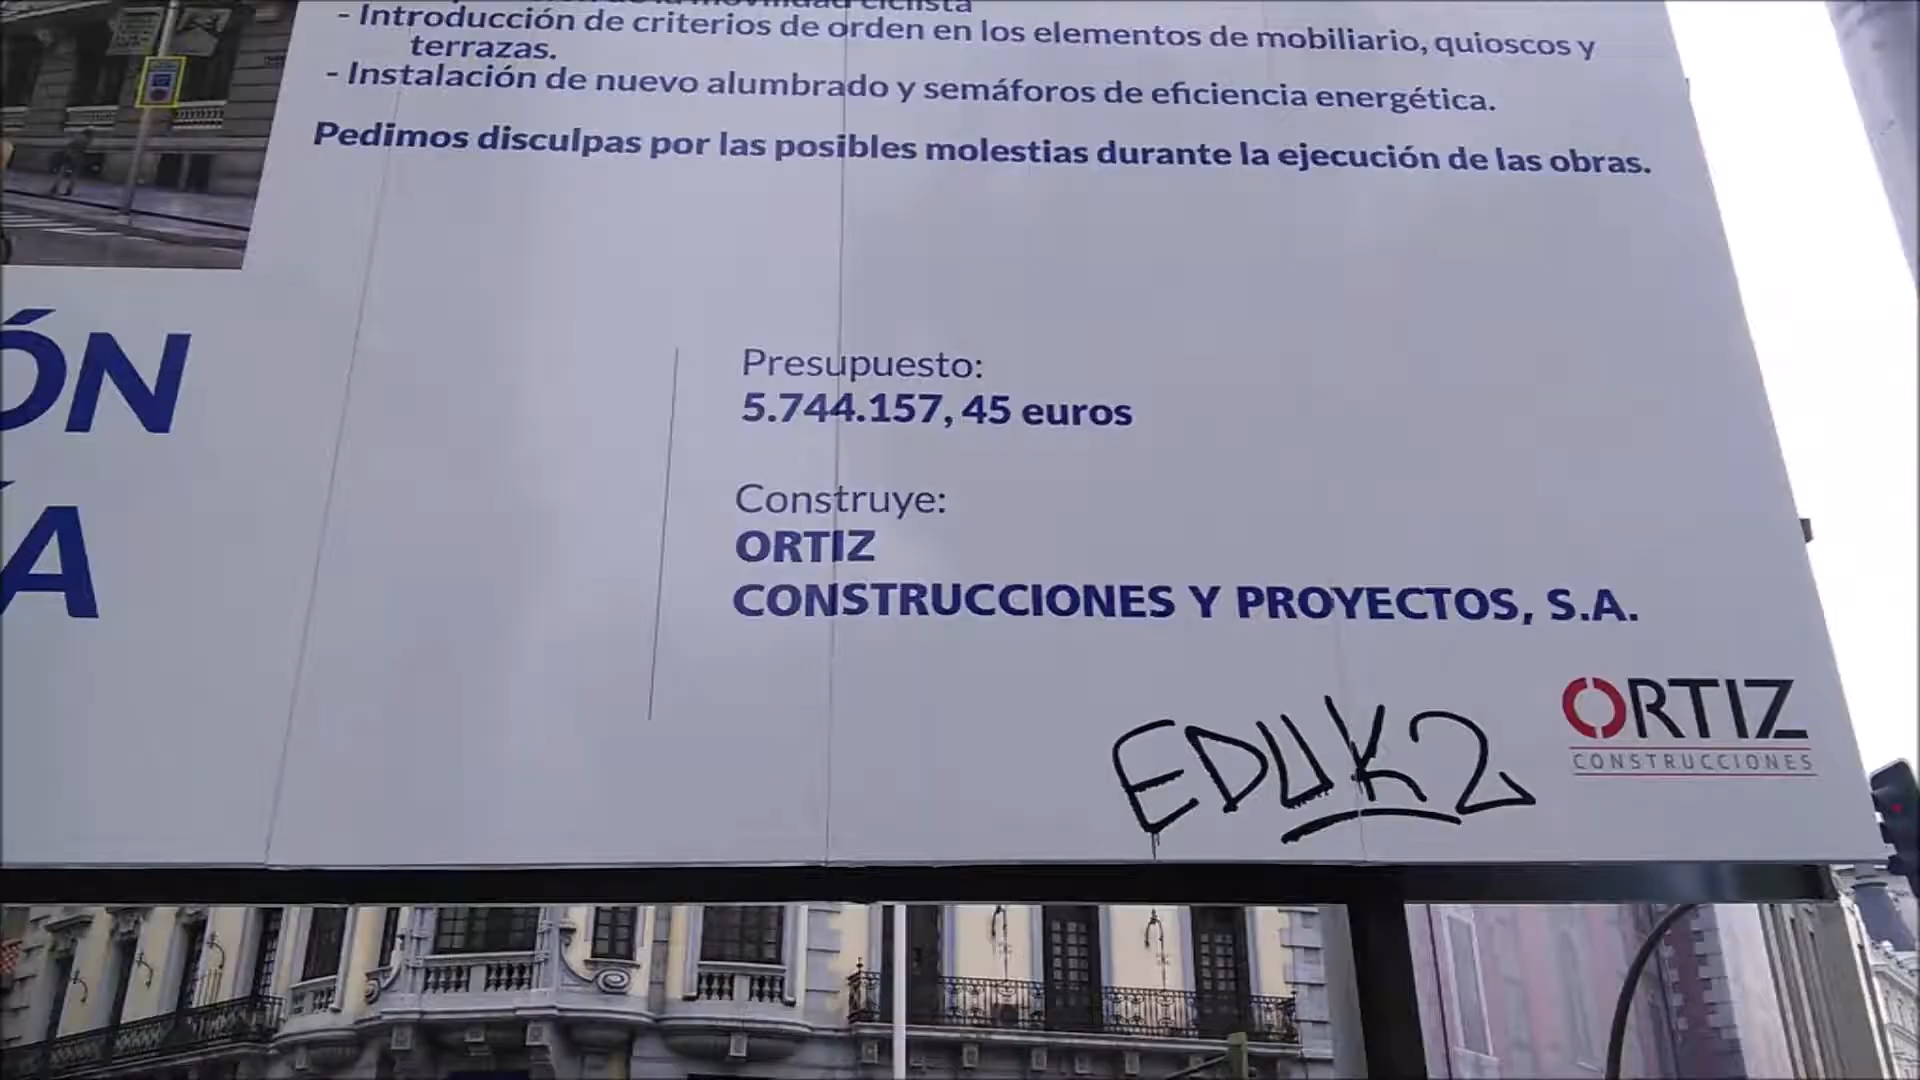 ciclista
- Introducción de criterios de orden en los elementos de mobiliario, quioscos y
terrazas.
- Instalación de nuevo alumbrado y semáforos de eficiencia energética.
Pedimos disculpas por las posibles molestias durante la ejecución de las obras.
ÓN
ÍA
Presupuesto:
5.744.157, 45 euros
Construye:
ORTIZ
CONSTRUCCIONES Y PROYECTOS, S.A.
EDUK2
ORTIZ
CONSTRUCCIONES